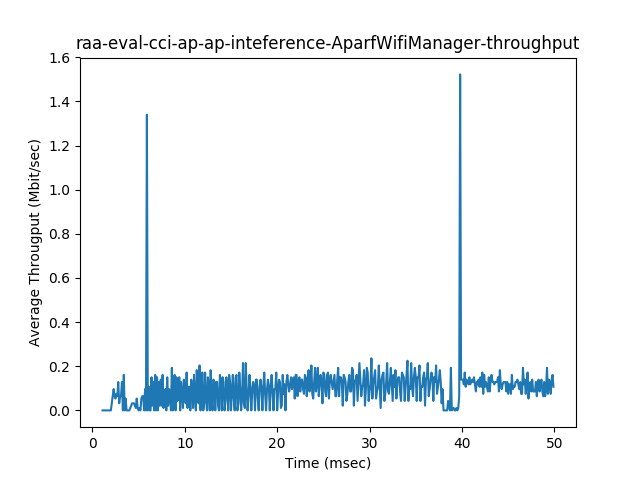 raa-eval-cci-ap-ap-inteference-AparfWifiManager-throughput
1.6
1.4
1.2
1.0
0.8
0.6
0.4
0.2
0.0
Average Througput (Mbit/sec)
0 10 20 30 40 50
Time (msec)